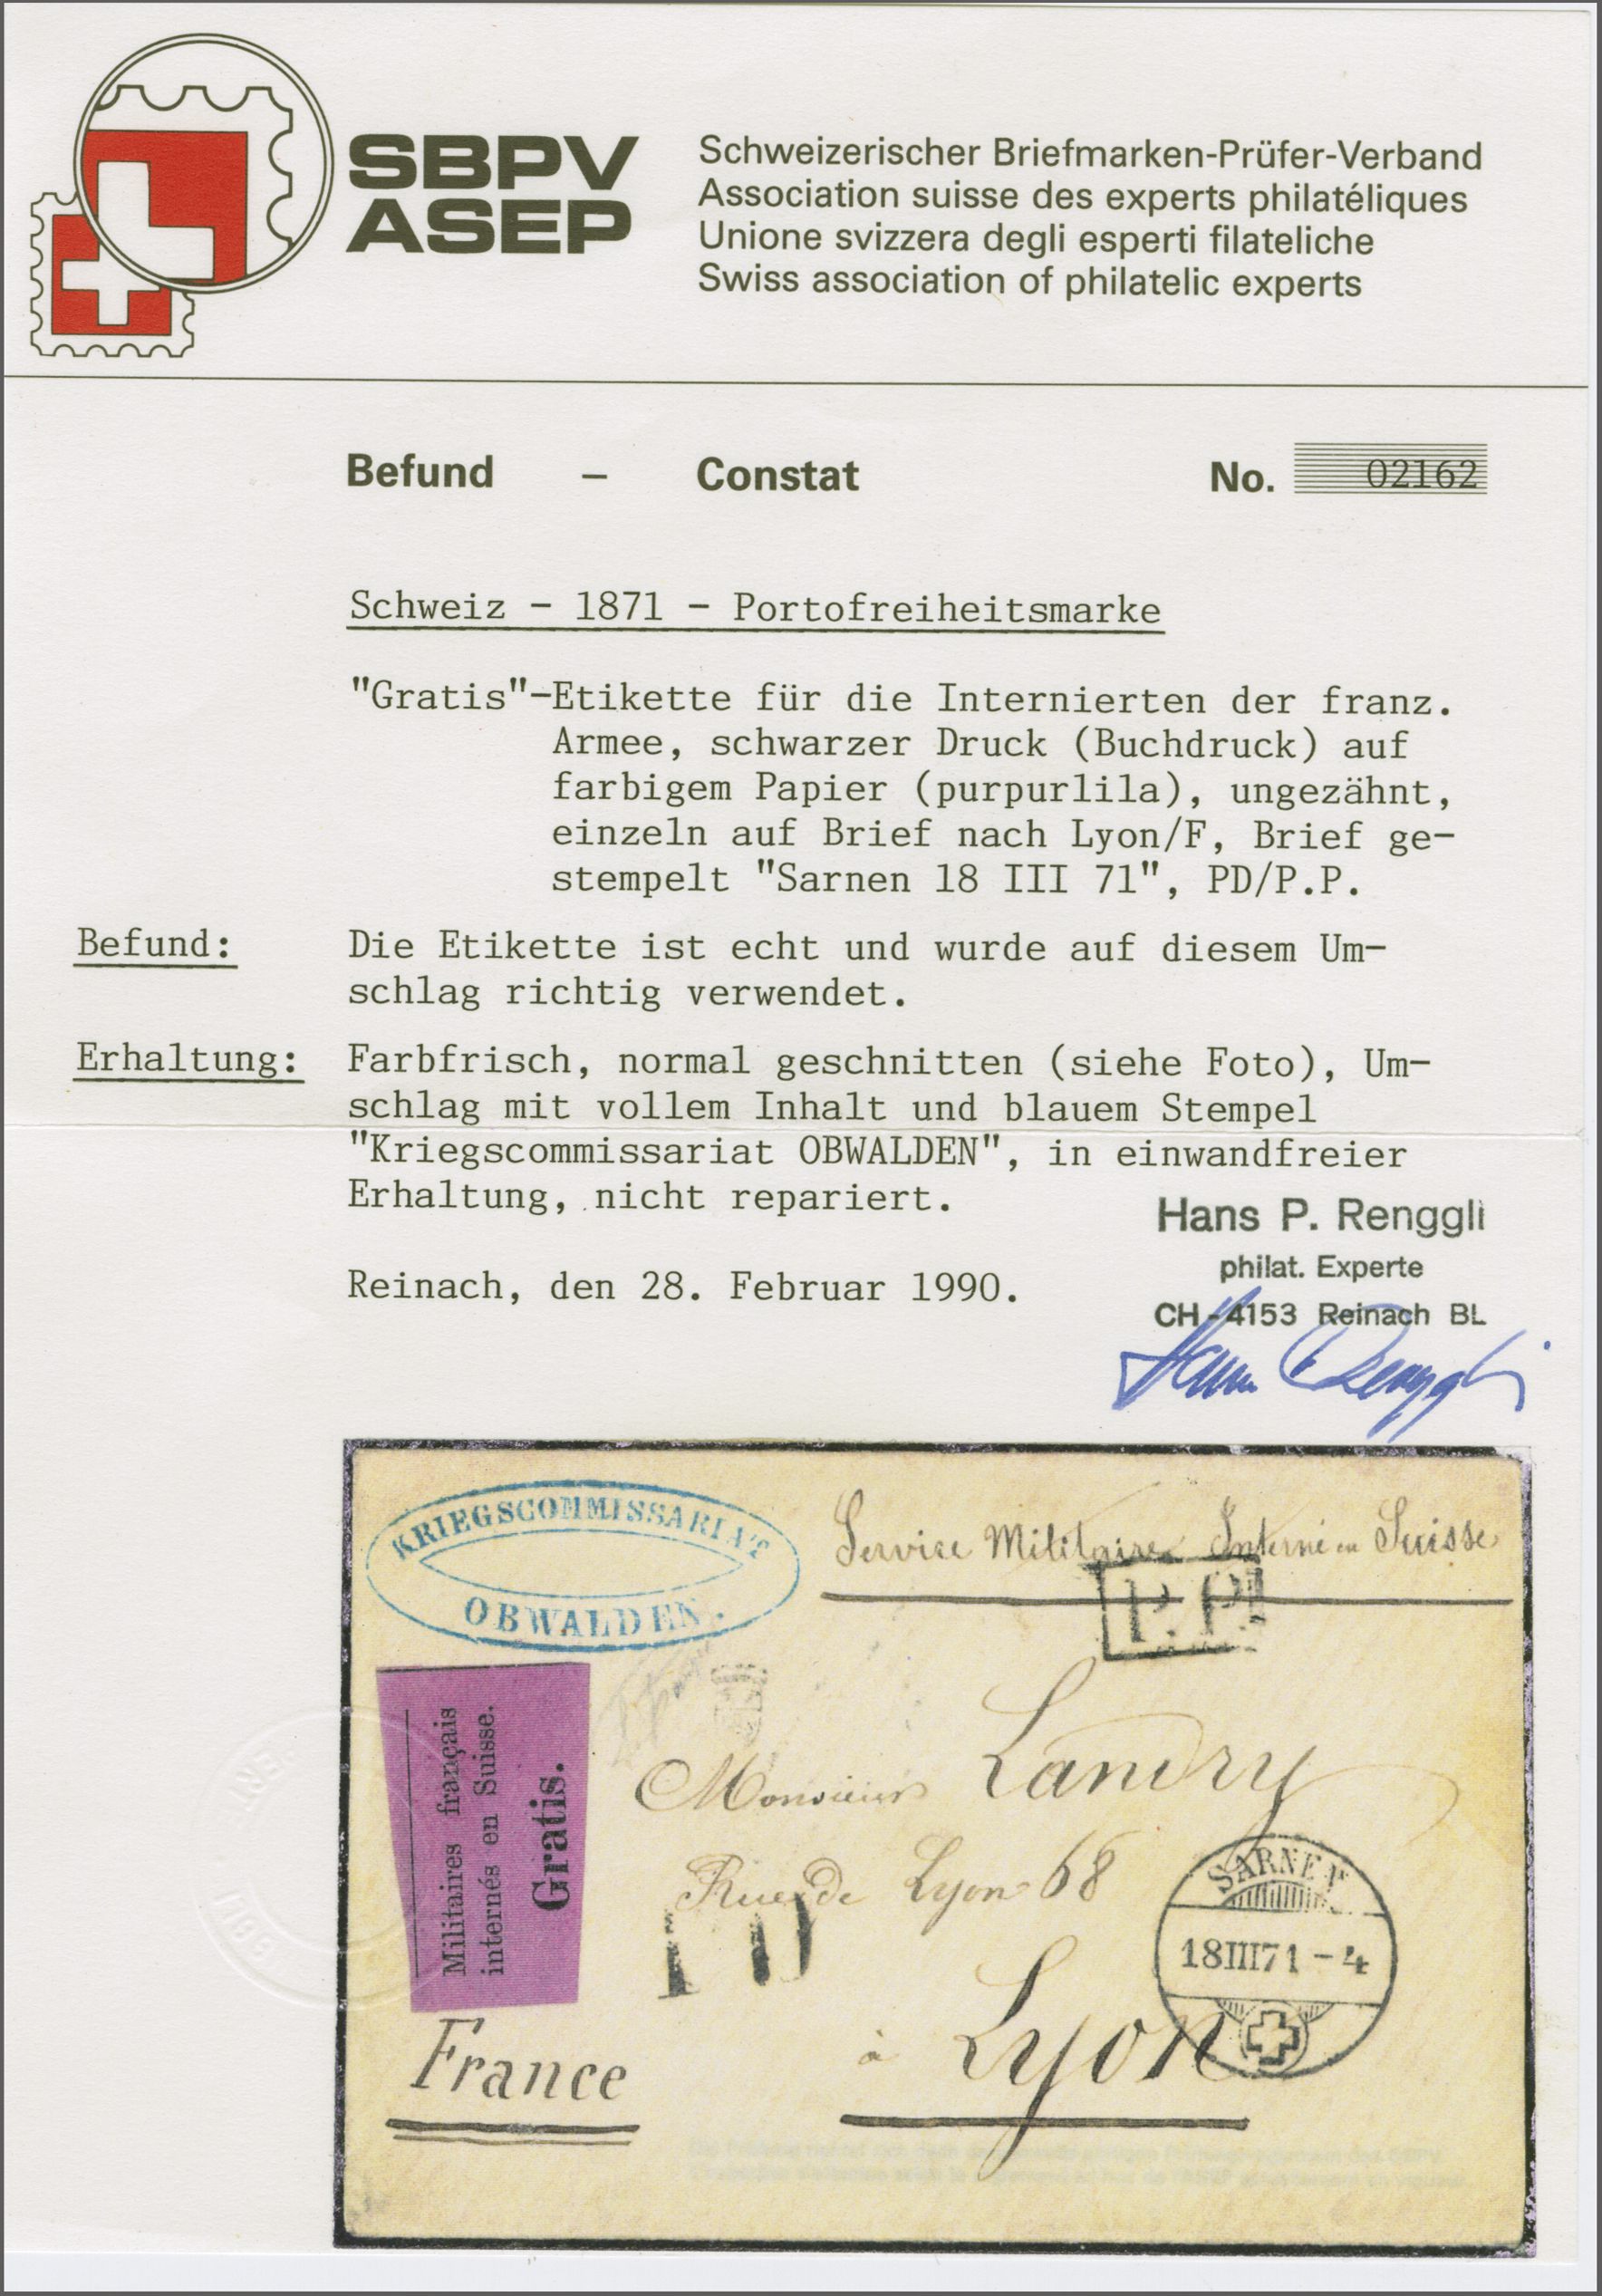 SBPV
ASEP
Schweizerischer Briefmarken-Prüfer-Verband
Association suisse des experts philatéliques
Unione svizzera degli esperti filateliche
Swiss association of philatelic experts
Befund – Constat No. 02162
Schweiz - 1871 - Portofreiheitsmarke
"Gratis"-Etikette für die Internierten der franz.
Armee, schwarzer Druck (Buchdruck) auf
farbigem Papier (purpurlila), ungezähnt,
einzeln auf Brief nach Lyon/F, Brief ge-
stempelt "Sarnen 18 III 71", PD/P.P.
Befund: Die Etikette ist echt und wurde auf diesem Um-
schlag richtig verwendet.
Erhaltung: Farbfrisch, normal geschnitten (siehe Foto), Um-
schlag mit vollem Inhalt und blauem Stempel
"Kriegscommissariat OBWALDEN", in einwandfreier
Erhaltung, nicht repariert.
Reinach, den 28. Februar 1990.
Hans P. Renggli
philat. Experte
CH-4153 Reinach BL
Hans Renggli
KRIEGSCOMMISSARIAT
OBWALDEN.
Service Militaire Interné en Suisse
P.P.
Militaires français
internés en Suisse.
Gratis.
Monsieur Landry
Rue de Lyon 68
SARNEN
18III71-4
à Lyon
France